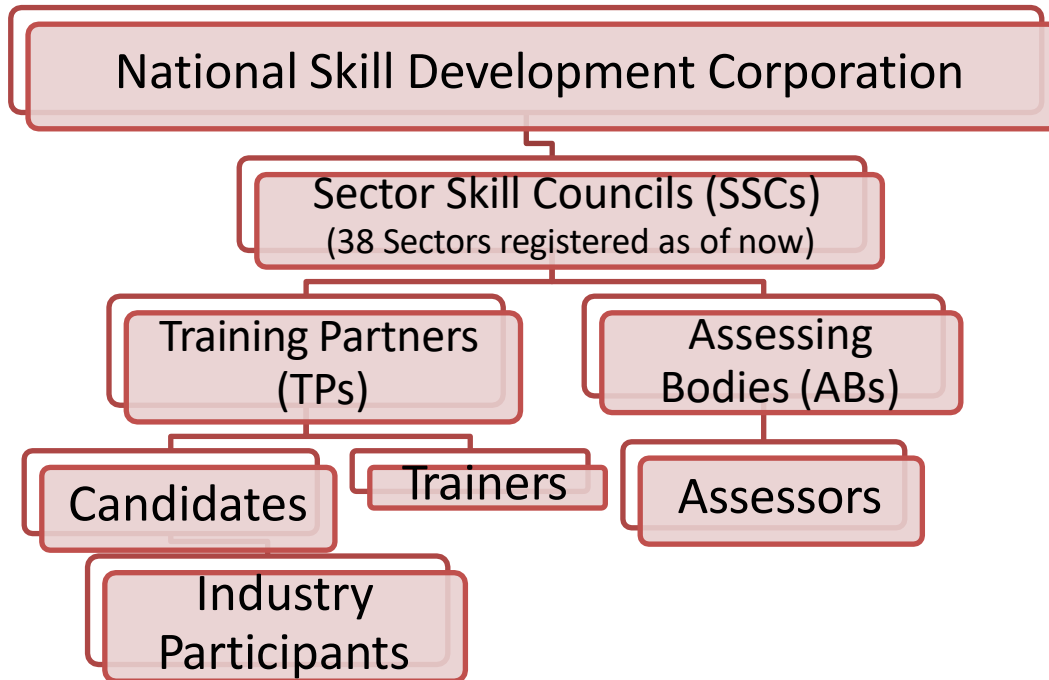 National Skill Development Corporation
Sector Skill Councils (SSCs)
(38 Sectors registered as of now)
Training Partners
(TPs)
Assessing
Bodies (ABs)
Candidates
Trainers
Assessors
Industry
Participants